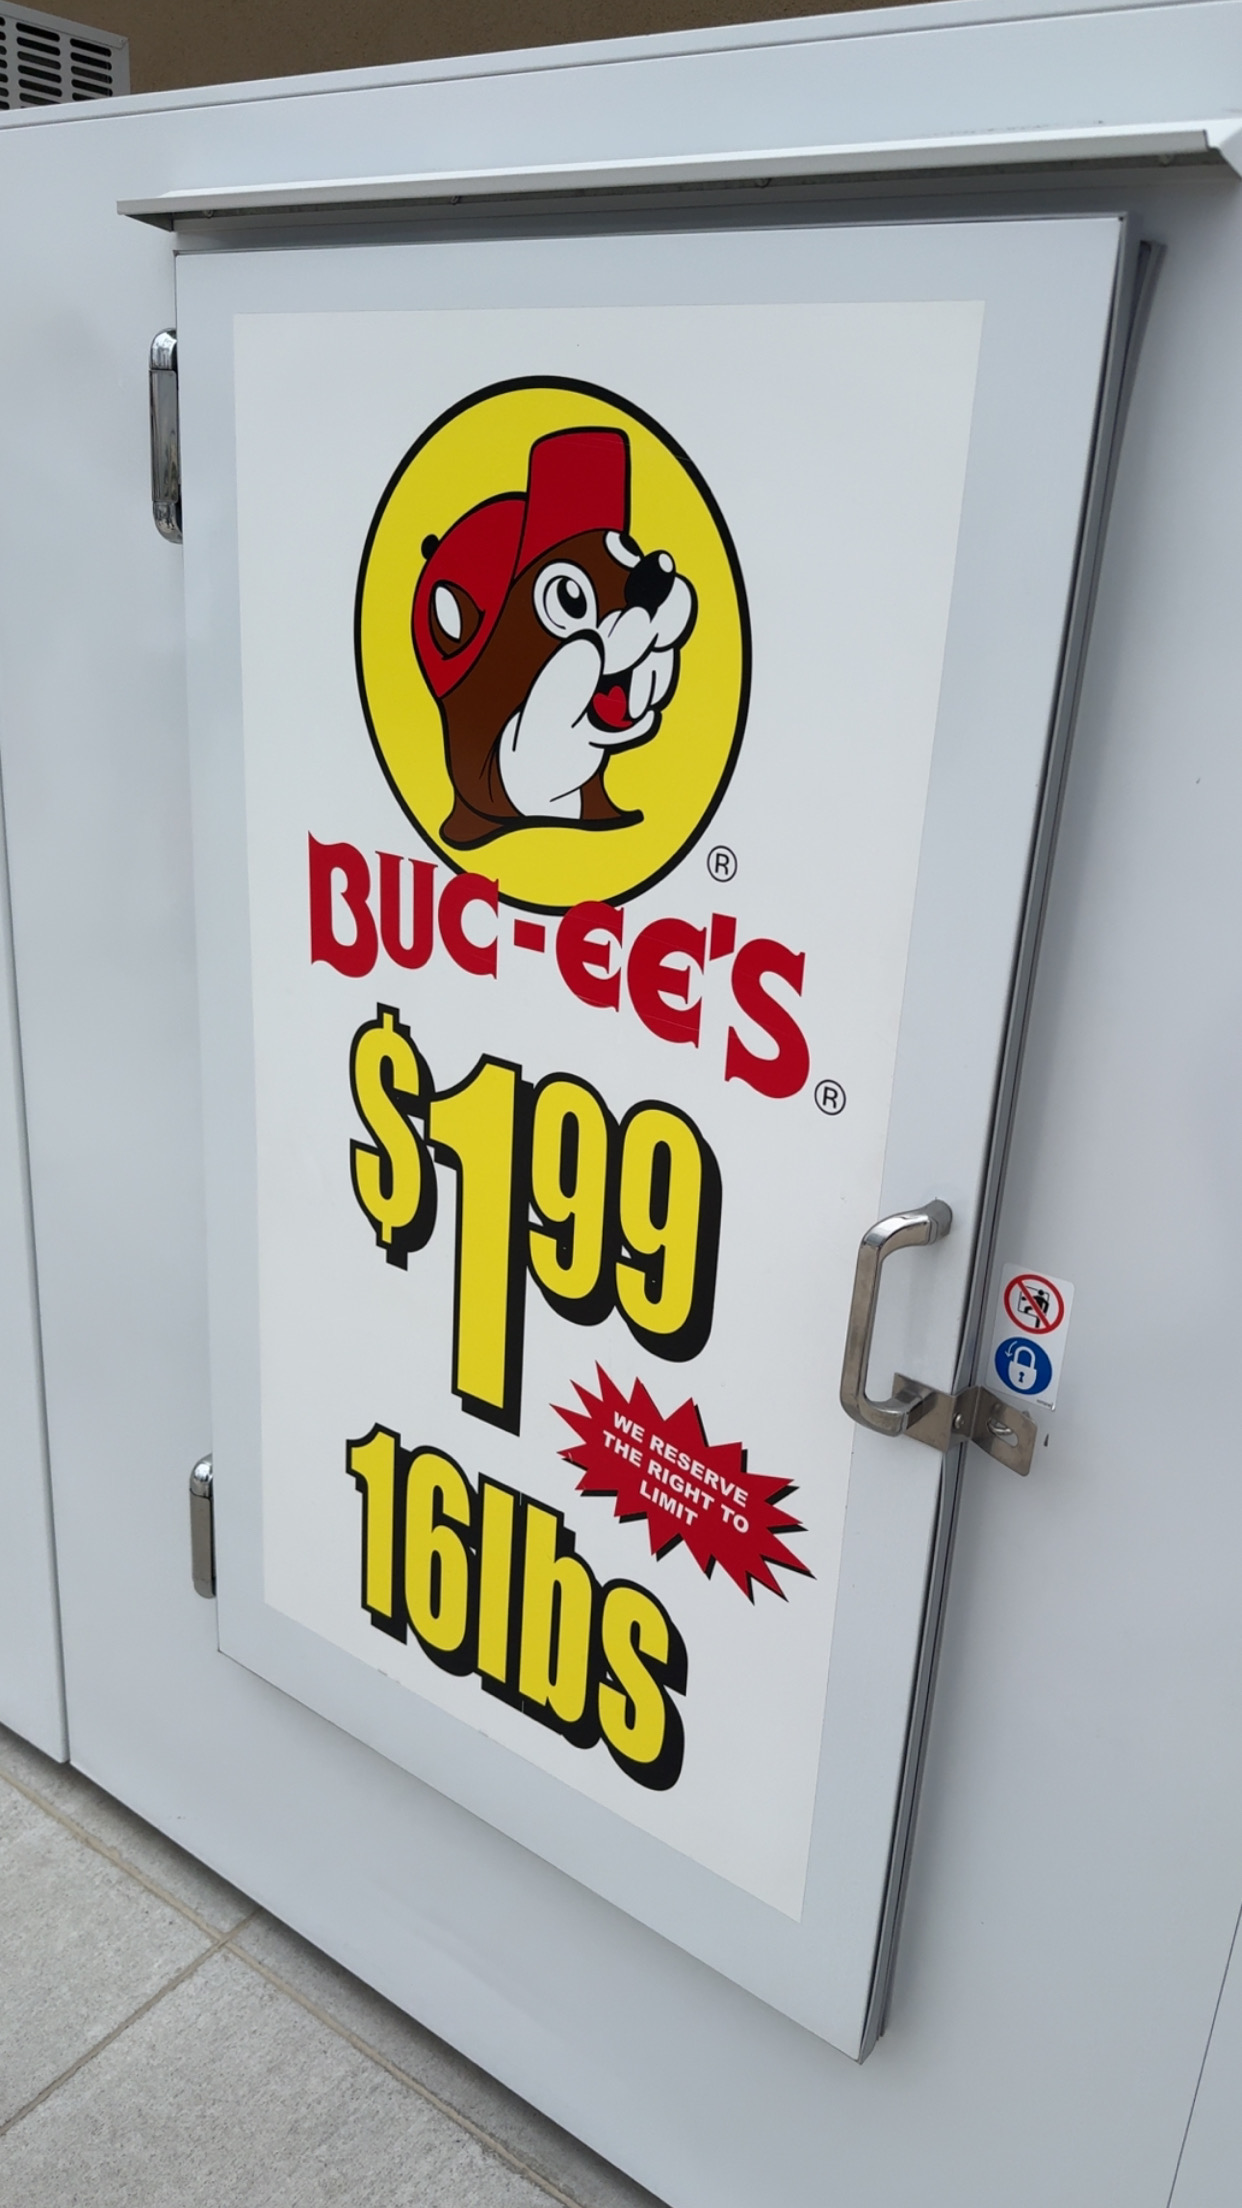 ®
BUC-EE'S®
$1.99
WE RESERVE
THE RIGHT TO
LIMIT
16lbs